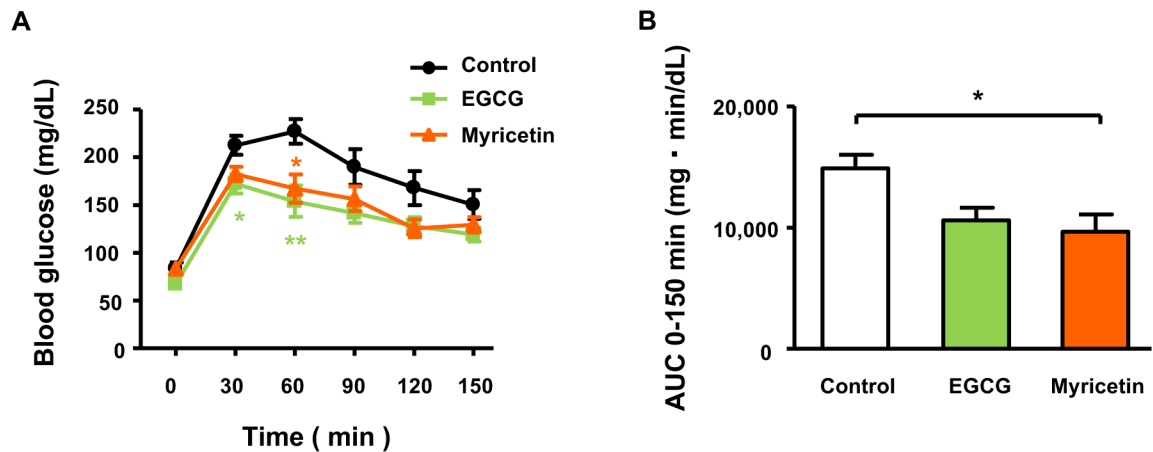 A
Blood glucose (mg/dL)
250
200
150
100
50
0
0 30 60 90 120 150
Time ( min )
Control
EGCG
Myricetin
*
*
**
B
AUC 0-150 min (mg・min/dL)
20,000
10,000
0
*
Control EGCG Myricetin